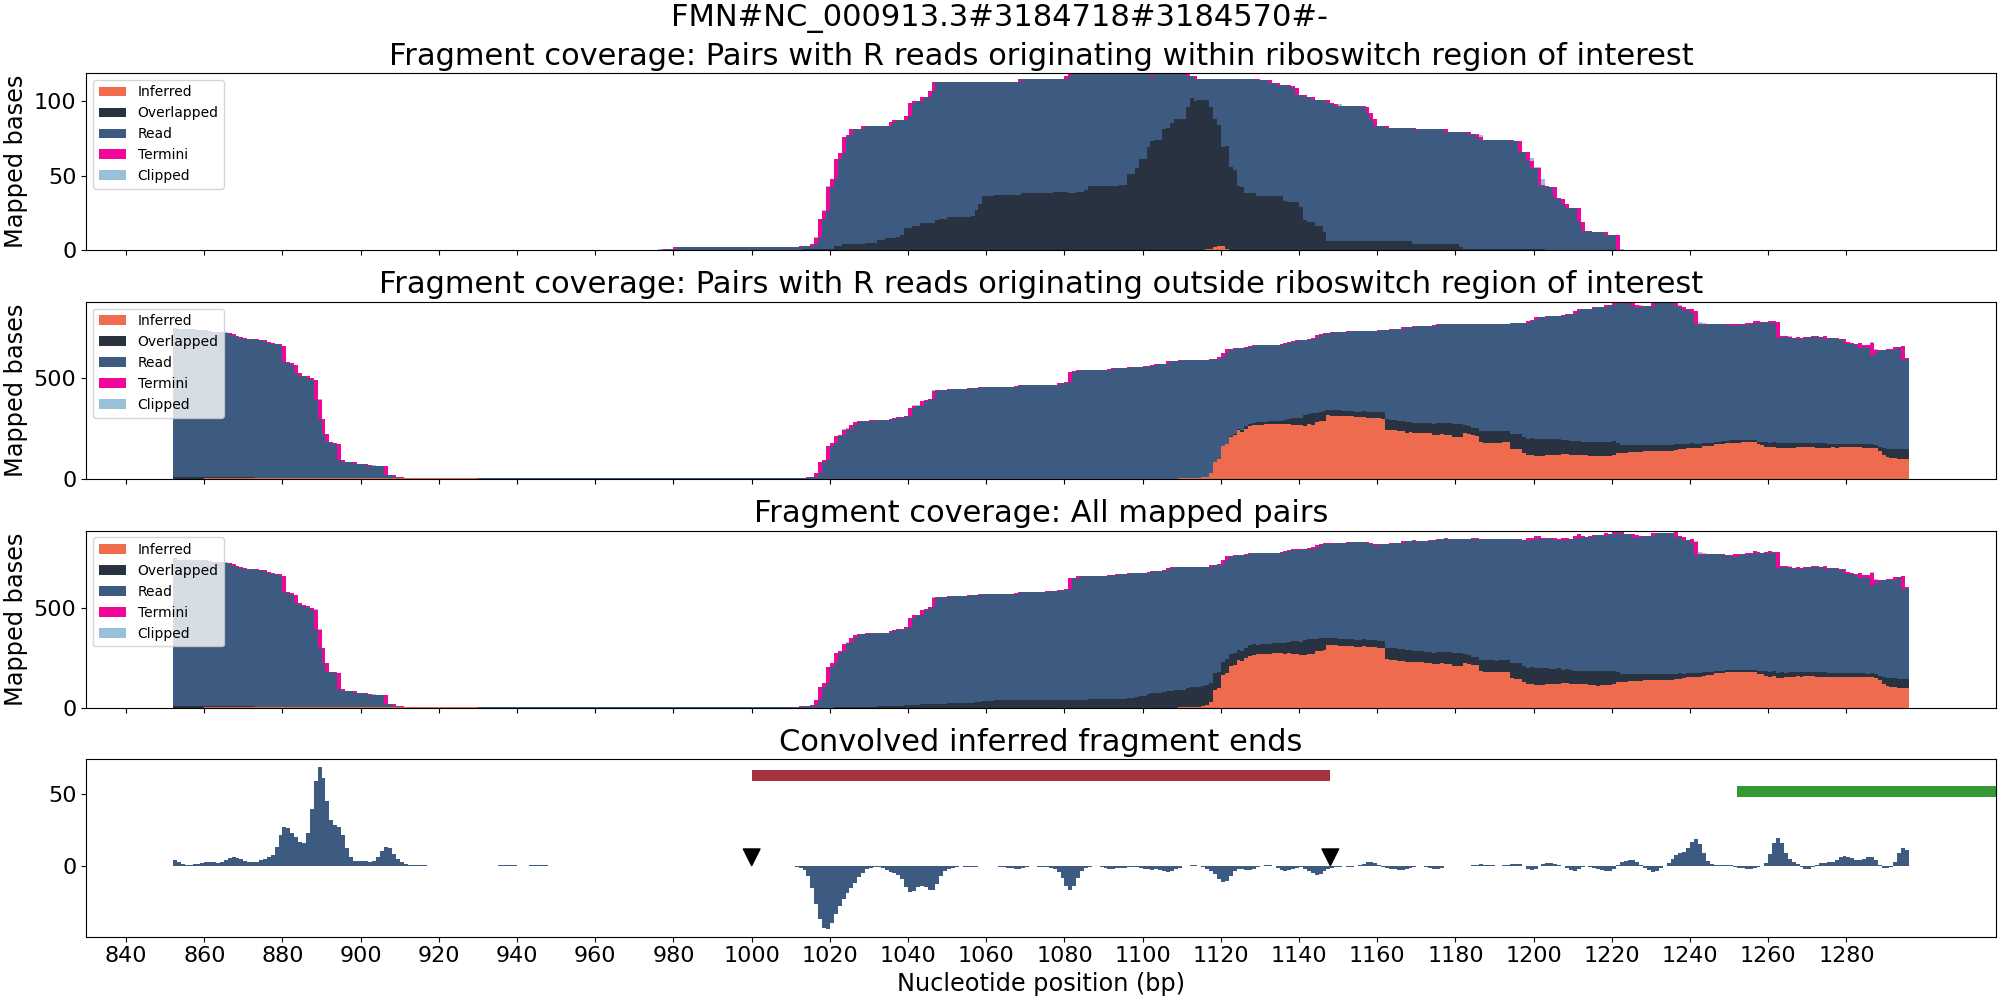 FMN#NC_000913.3#3184718#3184570#-
Fragment coverage: Pairs with R reads originating within riboswitch region of interest
Mapped bases
100
50
0
Inferred
Overlapped
Read
Termini
Clipped
Fragment coverage: Pairs with R reads originating outside riboswitch region of interest
Mapped bases
500
0
Inferred
Overlapped
Read
Termini
Clipped
Fragment coverage: All mapped pairs
Mapped bases
500
0
Inferred
Overlapped
Read
Termini
Clipped
Convolved inferred fragment ends
50
0
840 860 880 900 920 940 960 980 1000 1020 1040 1060 1080 1100 1120 1140 1160 1180 1200 1220 1240 1260 1280
Nucleotide position (bp)